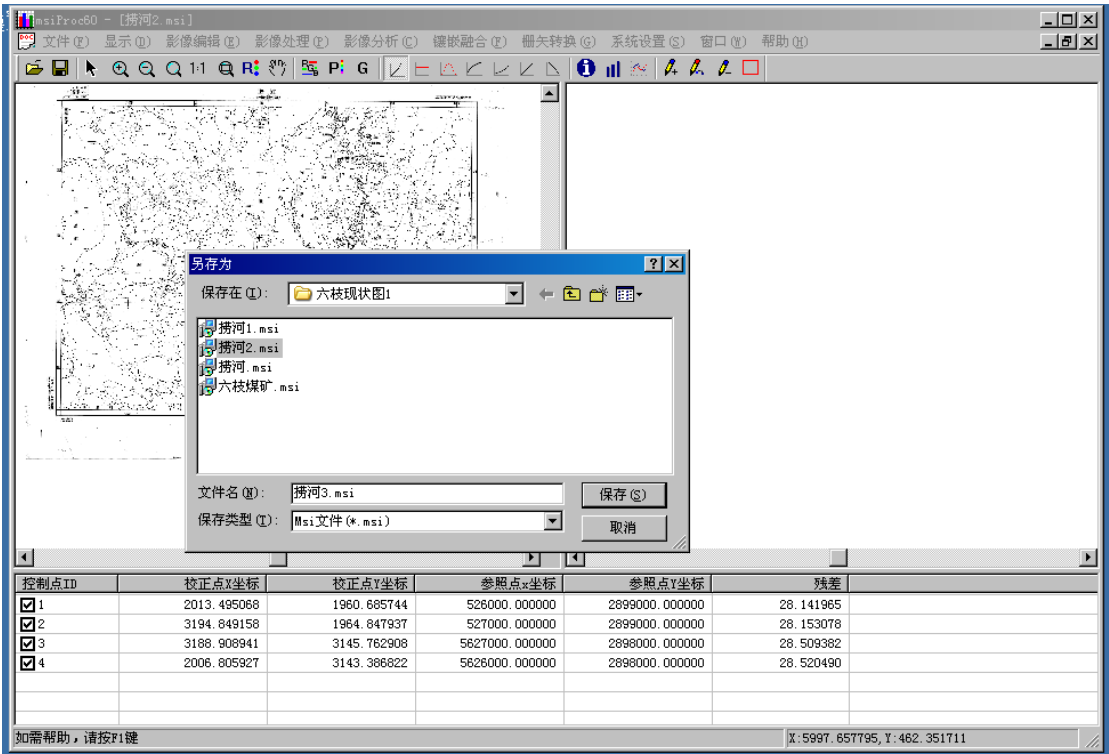 msiProc60 - [捞河2.msi]
文件(F) 显示(D) 影像编辑(E) 影像处理(P) 影像分析(C) 镶嵌融合(F) 栅矢转换(G) 系统设置(S) 窗口(W) 帮助(H)
1:1 R P G
另存为
保存在(I): 六枝现状图1
捞河1.msi
捞河2.msi
捞河.msi
六枝煤矿.msi
文件名(N): 捞河3.msi 保存(S)
保存类型(T): Msi文件(*.msi) 取消
控制点ID 校正点X坐标 校正点Y坐标 参照点x坐标 参照点Y坐标 残差
1 2013.495068 1960.685744 526000.000000 2899000.000000 28.141965
2 3194.849158 1964.847937 527000.000000 2899000.000000 28.153078
3 3188.908941 3145.762908 5627000.000000 2898000.000000 28.509382
4 2006.805927 3143.386822 5626000.000000 2898000.000000 28.520490
如需帮助，请按F1键 X:5997.657795,Y:462.351711